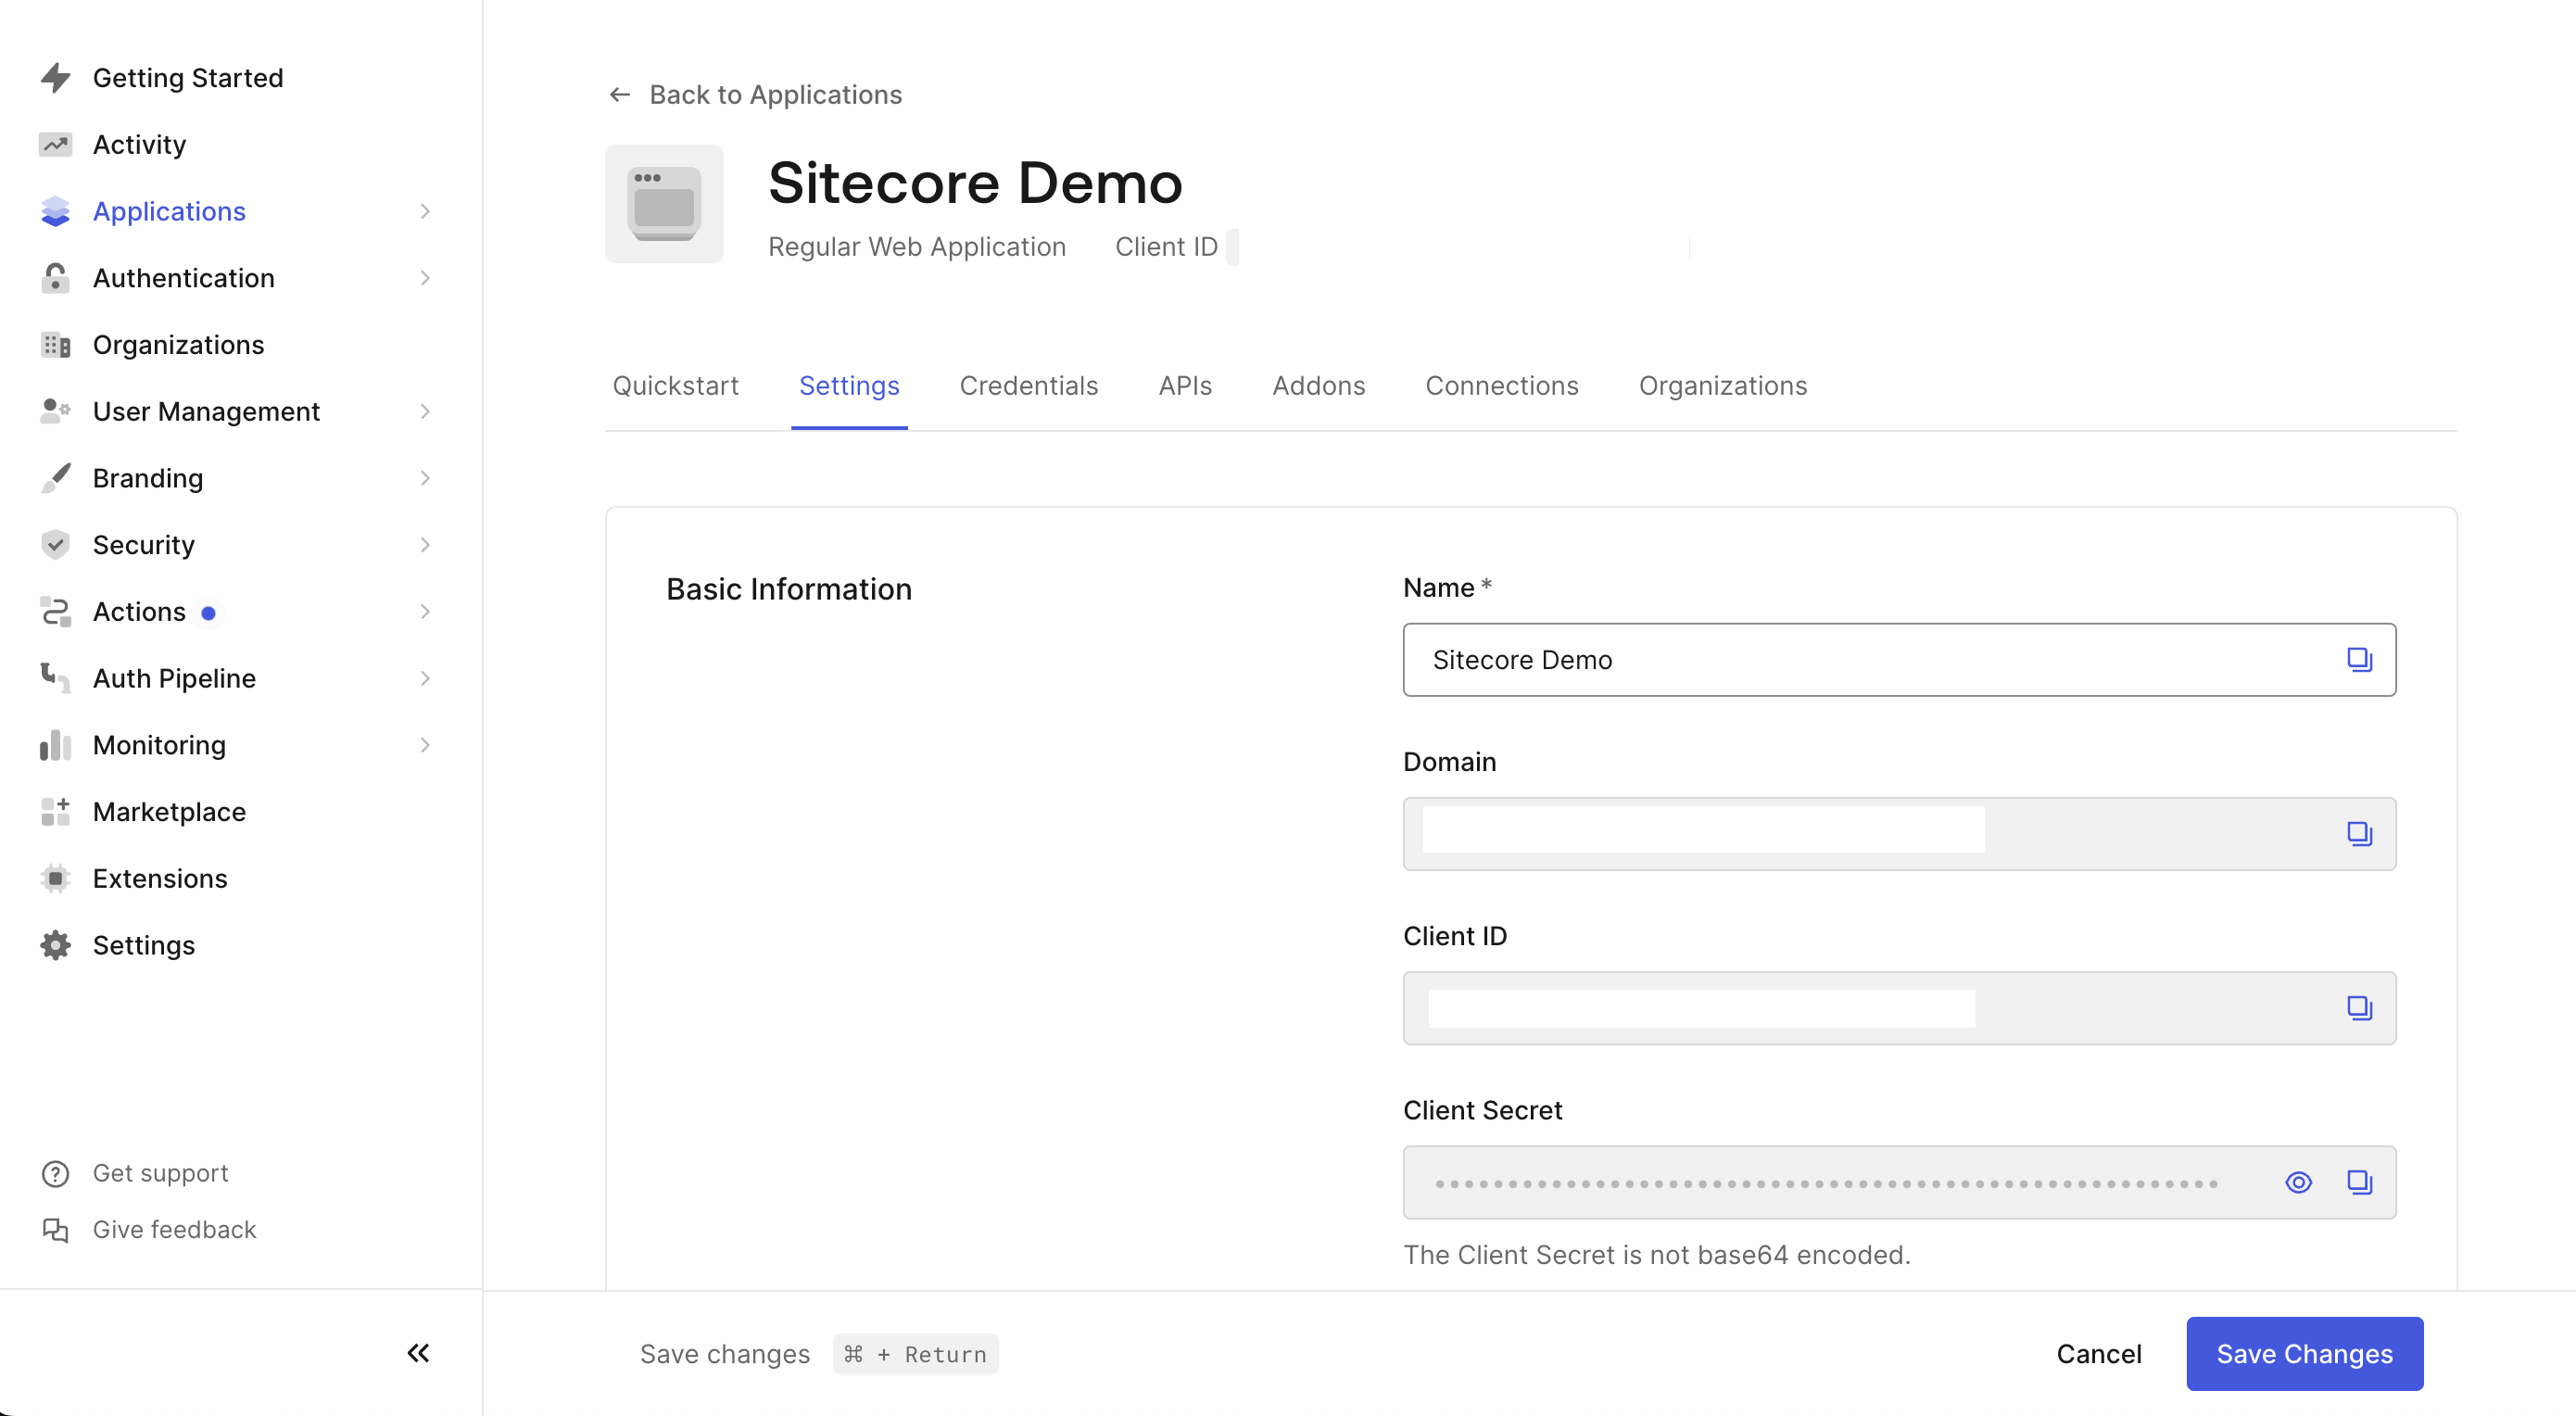 Getting Started
Activity
Applications
Authentication
Organizations
User Management
Branding
Security
Actions
Auth Pipeline
Monitoring
Marketplace
Extensions
Settings
Get support
Give feedback
Back to Applications
Sitecore Demo
Regular Web Application Client ID
Quickstart Settings Credentials APIs Addons Connections Organizations
Basic Information
Name *
Sitecore Demo
Domain
Client ID
Client Secret
The Client Secret is not base64 encoded.
Save changes ⌘ + Return
Cancel Save Changes